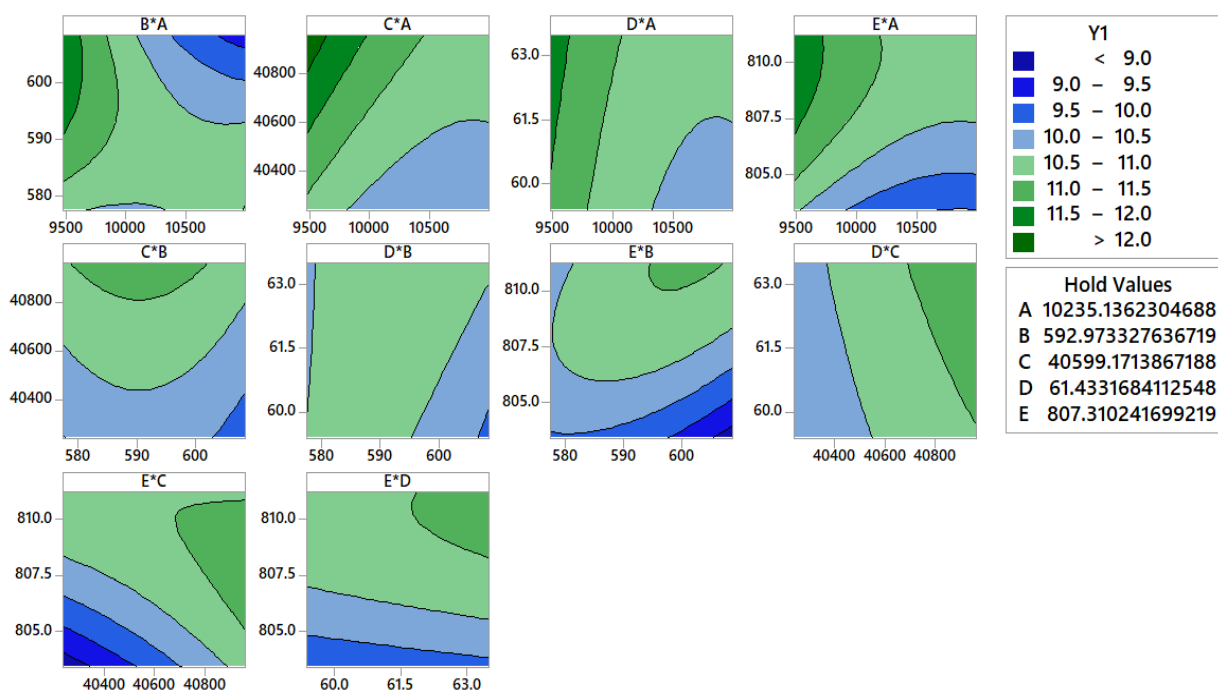 B*A
C*A
D*A
E*A
600
590
580
9500 10000 10500
40800
40600
40400
9500 10000 10500
63.0
61.5
60.0
9500 10000 10500
810.0
807.5
805.0
9500 10000 10500
Y1
< 9.0
9.0 – 9.5
9.5 – 10.0
10.0 – 10.5
10.5 – 11.0
11.0 – 11.5
11.5 – 12.0
> 12.0
C*B
D*B
E*B
D*C
40800
40600
40400
580 590 600
63.0
61.5
60.0
580 590 600
810.0
807.5
805.0
580 590 600
63.0
61.5
60.0
40400 40600 40800
Hold Values
A 10235.1362304688
B 592.973327636719
C 40599.1713867188
D 61.4331684112548
E 807.310241699219
E*C
E*D
810.0
807.5
805.0
40400 40600 40800
810.0
807.5
805.0
60.0 61.5 63.0